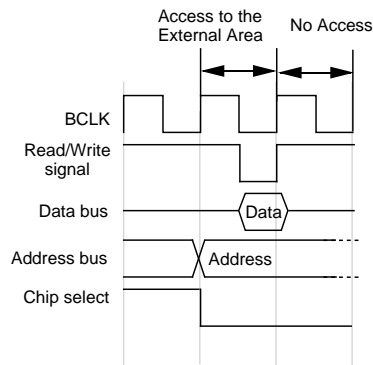 Access to the
External Area
No Access
BCLK
Read/Write
signal
Data bus
Data
Address bus
Address
Chip select